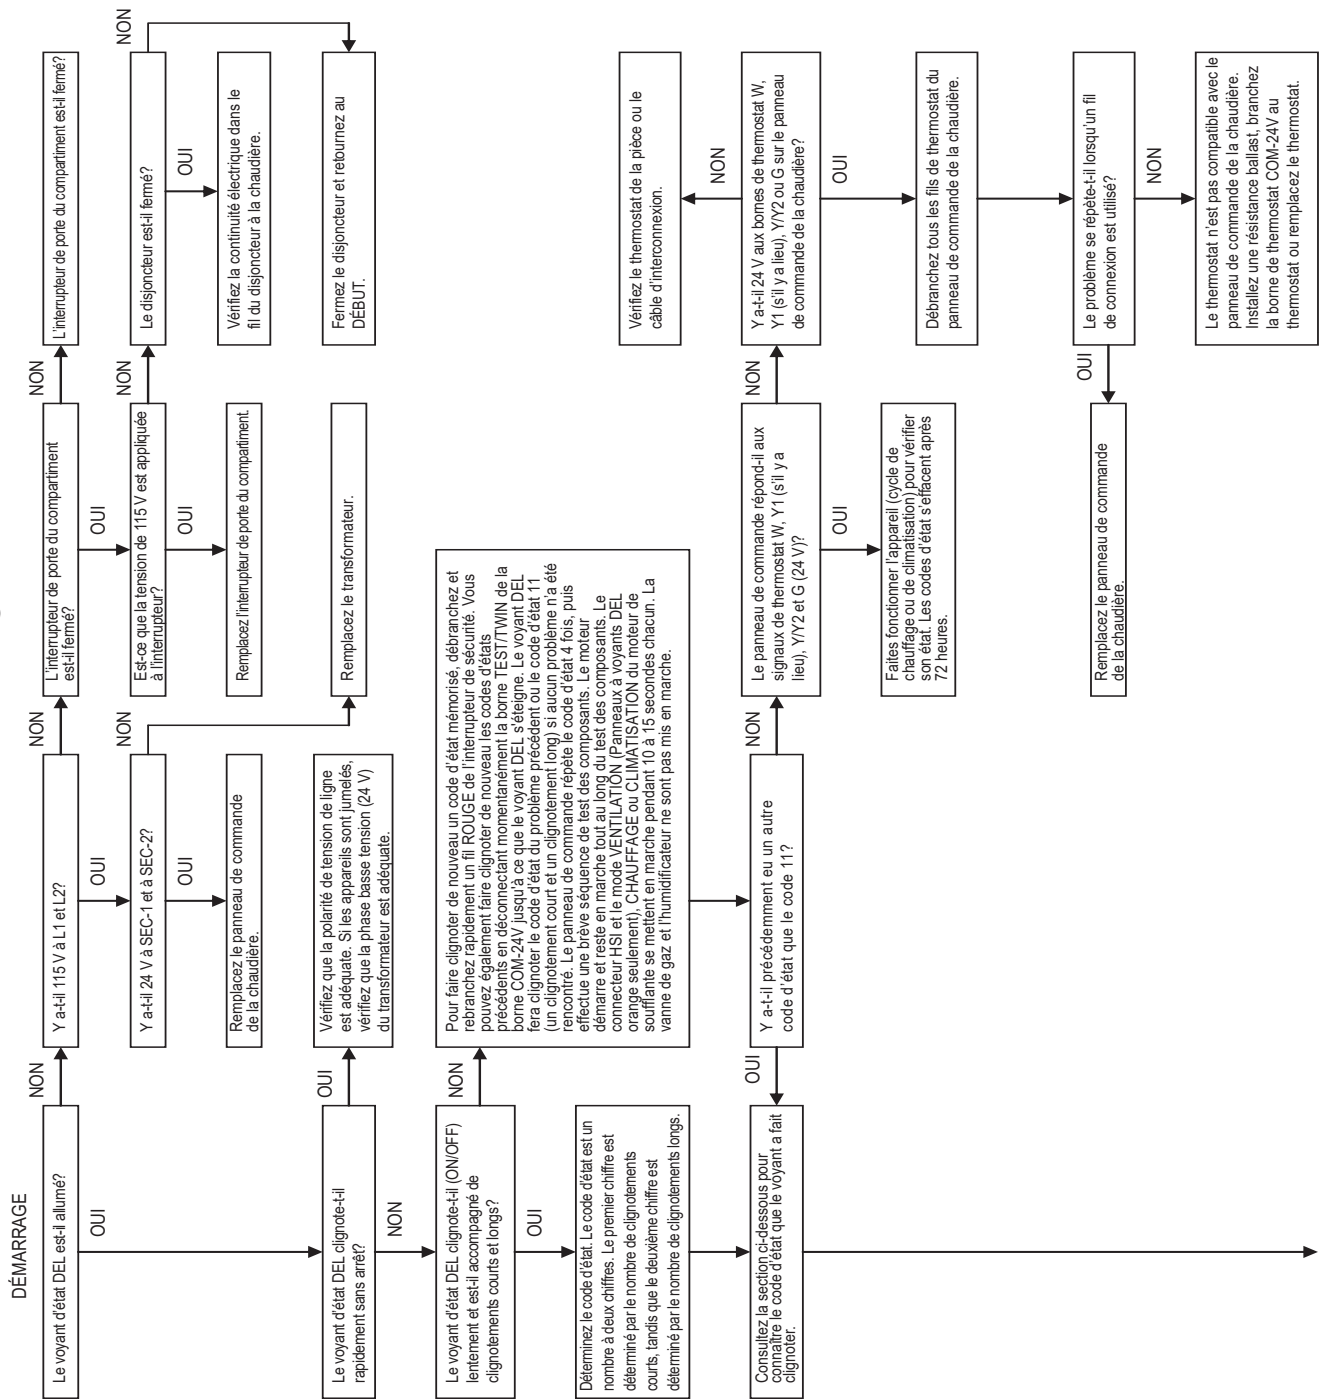 DÉMARRAGE
Le voyant d'état DEL est-il allumé?
NON
OUI
Y a-t-il 115 V à L1 et L2?
NON
OUI
L'interrupteur de porte du compartiment
est-il fermé?
NON
OUI
L'interrupteur de porte du compartiment est-il fermé?
Y a-t-il 24 V à SEC-1 et à SEC-2?
NON
OUI
Est-ce que la tension de 115 V est appliquée
à l'interrupteur?
NON
OUI
Le disjoncteur est-il fermé?
NON
OUI
Remplacez le panneau de commande
de la chaudière.
Remplacez l'interrupteur de porte du compartiment.
Vérifiez la continuité électrique dans le
fil du disjoncteur à la chaudière.
Le voyant d'état DEL clignote-t-il
rapidement sans arrêt?
OUI
NON
Vérifiez que la polarité de tension de ligne
est adéquate. Si les appareils sont jumelés,
vérifiez que la phase basse tension (24 V)
du transformateur est adéquate.
Remplacez le transformateur.
Fermez le disjoncteur et retournez au
DÉBUT.
Le voyant d'état DEL clignote-t-il (ON/OFF)
lentement et est-il accompagné de
clignotements courts et longs?
NON
OUI
Pour faire clignoter de nouveau un code d'état mémorisé, débranchez et
rebranchez rapidement un fil ROUGE de l'interrupteur de sécurité. Vous
pouvez également faire clignoter de nouveau les codes d'états
précédents en déconnectant momentanément la borne TEST/TWIN de la
borne COM-24V jusqu'à ce que le voyant DEL s'éteigne. Le voyant DEL
fera clignoter le code d'état du problème précédent ou le code d'état 11
(un clignotement court et un clignotement long) si aucun problème n'a été
rencontré. Le panneau de commande répète le code d'état 4 fois, puis
effectue une brève séquence de test des composants. Le moteur
démarre et reste en marche tout au long du test des composants. Le
connecteur HSI et le mode VENTILATION (Panneaux à voyants DEL
orange seulement), CHAUFFAGE ou CLIMATISATION du moteur de
soufflante se mettent en marche pendant 10 à 15 secondes chacun. La
vanne de gaz et l'humidificateur ne sont pas mis en marche.
Déterminez le code d'état. Le code d'état est un
nombre à deux chiffres. Le premier chiffre est
déterminé par le nombre de clignotements
courts, tandis que le deuxième chiffre est
déterminé par le nombre de clignotements longs.
Vérifiez le thermostat de la pièce ou le
câble d'interconnexion.
NON
Consultez la section ci-dessous pour
connaître le code d'état que le voyant a fait
clignoter.
OUI
Y a-t-il précédemment eu un autre
code d'état que le code 11?
NON
Le panneau de commande répond-il aux
signaux de thermostat W, Y1 (s'il y a
lieu), Y/Y2 et G (24 V)?
NON
OUI
Y a-t-il 24 V aux bornes de thermostat W,
Y1 (s'il y a lieu), Y/Y2 ou G sur le panneau
de commande de la chaudière?
OUI
Faites fonctionner l'appareil (cycle de
chauffage ou de climatisation) pour vérifier
son état. Les codes d'état s'effacent après
72 heures.
Débranchez tous les fils de thermostat du
panneau de commande de la chaudière.
Remplacez le panneau de commande
de la chaudière.
OUI
Le problème se répète-t-il lorsqu'un fil
de connexion est utilisé?
NON
Le thermostat n'est pas compatible avec le
panneau de commande de la chaudière.
Installez une résistance ballast, branchez
la borne de thermostat COM-24V au
thermostat ou remplacez le thermostat.